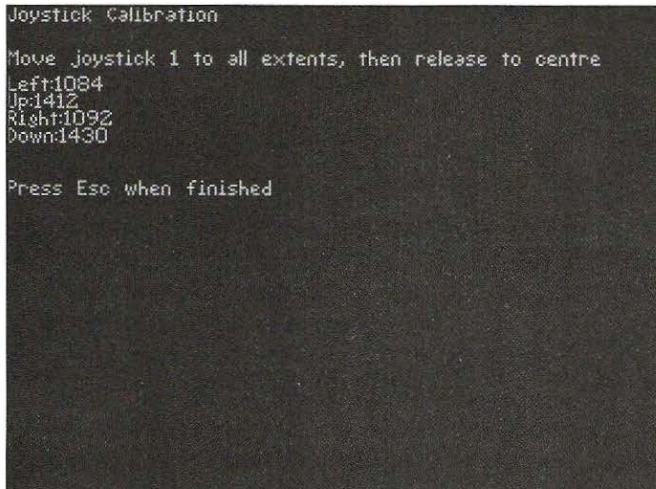 Joystick Calibration
Move joystick 1 to all extents, then release to centre
Left:1084
Up:1412
Right:1092
Down:1430
Press Esc when finished